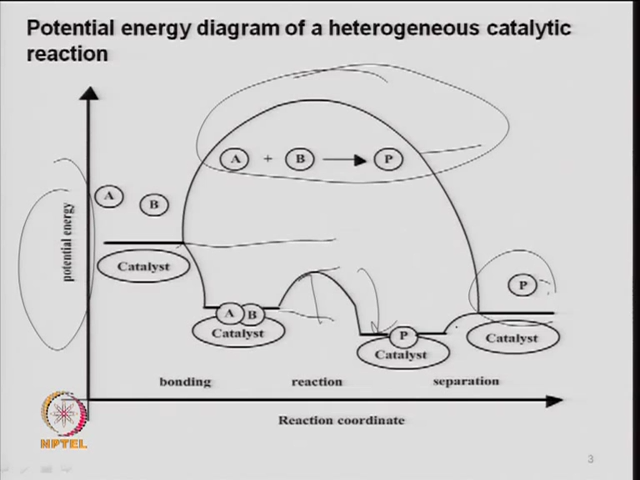 Potential energy diagram of a heterogeneous catalytic
reaction
A + B P
A
B
potential energy
P
Catalyst
A B
Catalyst
P
Catalyst
Catalyst
bonding reaction separation
Reaction coordinate
NPTEL
3